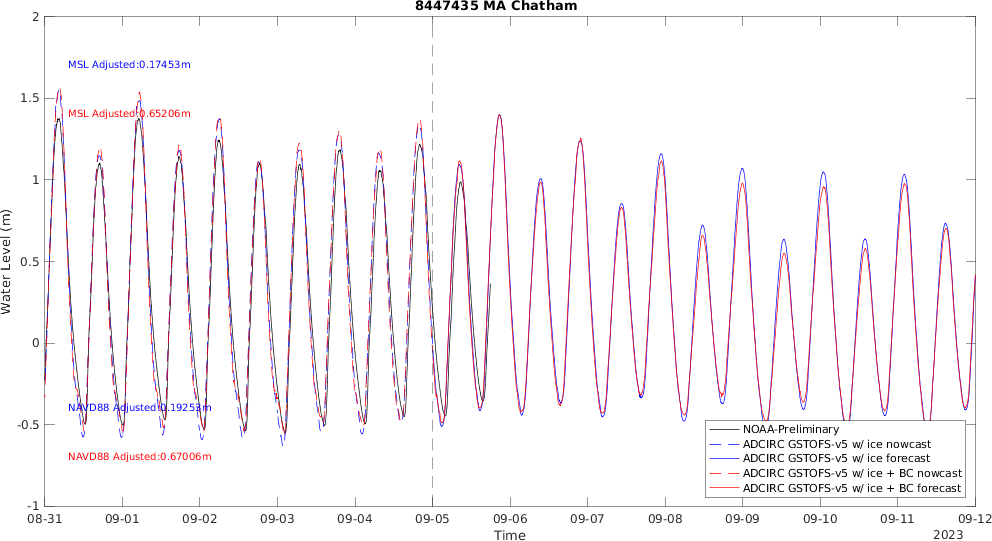 8447435 MA Chatham
2
1.5
1
0.5
0
-0.5
-1
Water Level (m)
MSL Adjusted:0.17453m
MSL Adjusted:0.65206m
NAVD88 Adjusted:0.19253m
NAVD88 Adjusted:0.67006m
NOAA-Preliminary
ADCIRC GSTOFS-v5 w/ ice nowcast
ADCIRC GSTOFS-v5 w/ ice forecast
ADCIRC GSTOFS-v5 w/ ice + BC nowcast
ADCIRC GSTOFS-v5 w/ ice + BC forecast
08-31 09-01 09-02 09-03 09-04 09-05 09-06 09-07 09-08 09-09 09-10 09-11 09-12
Time
2023